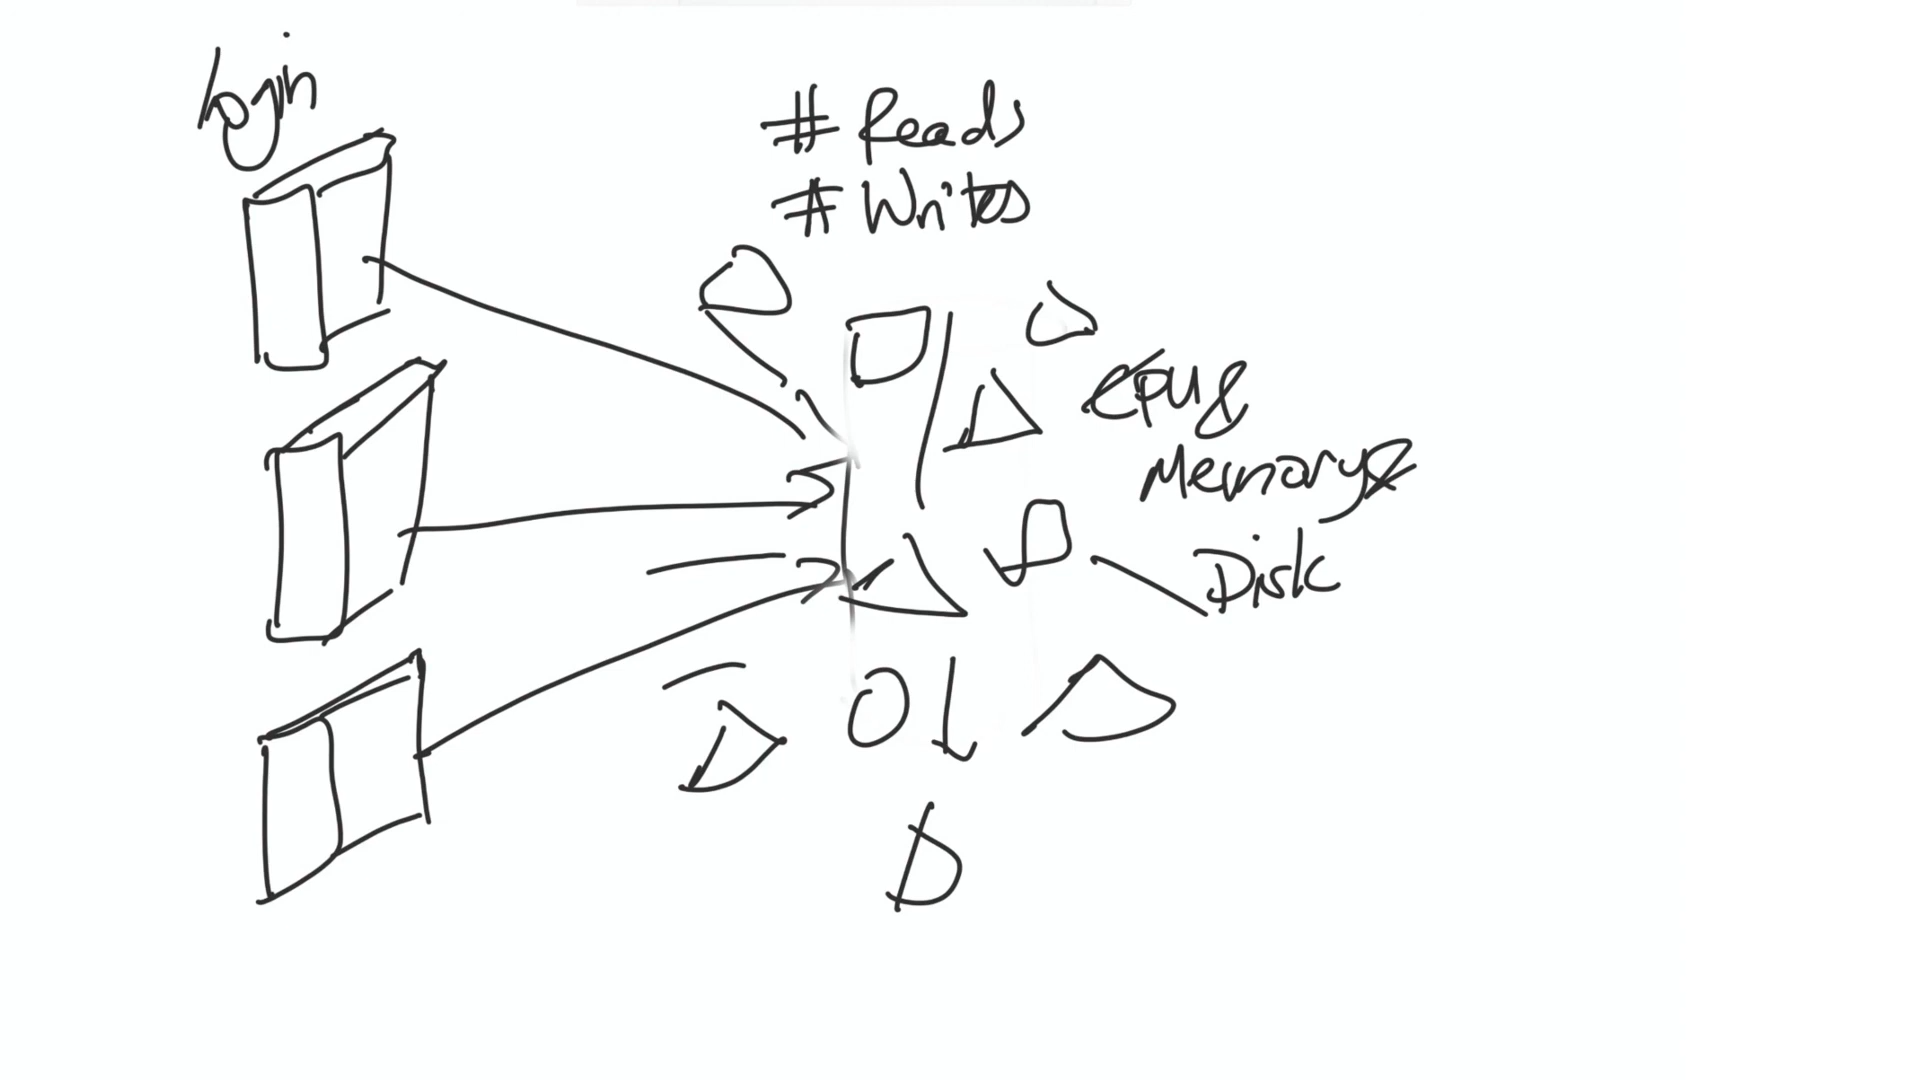 login
# Reads
# Writes
CPU &
Memory &
Disk